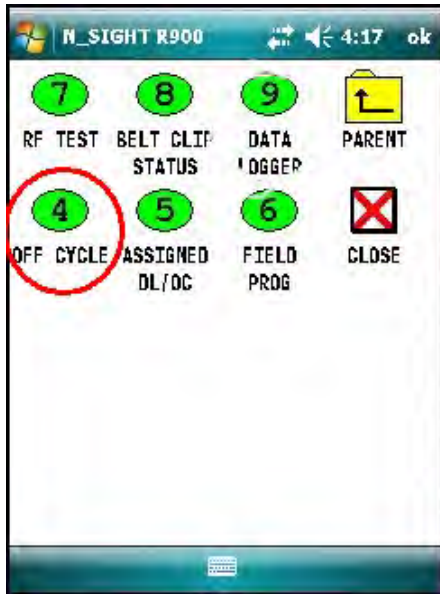 N_SIGHT R900 4:17 ok
7 8 9
RF TEST BELT CLIP DATA PARENT
STATUS LOGGER
4 5 6
OFF CYCLE ASSIGNED FIELD CLOSE
DL/OC PROG